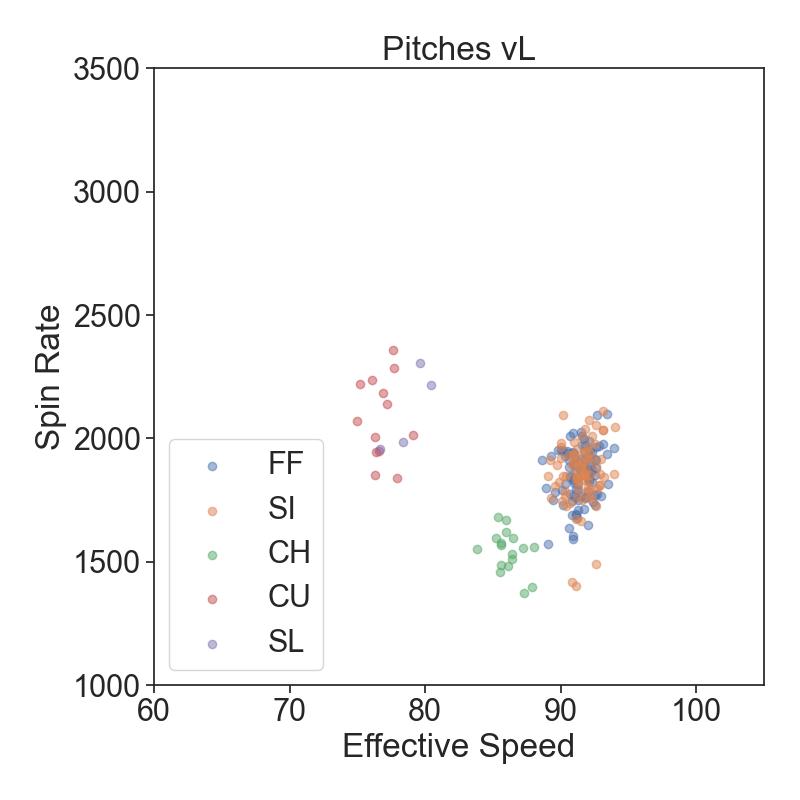 Pitches vL
3500
3000
2500
2000
1500
1000
Spin Rate
FF
SI
CH
CU
SL
60 70 80 90 100
Effective Speed